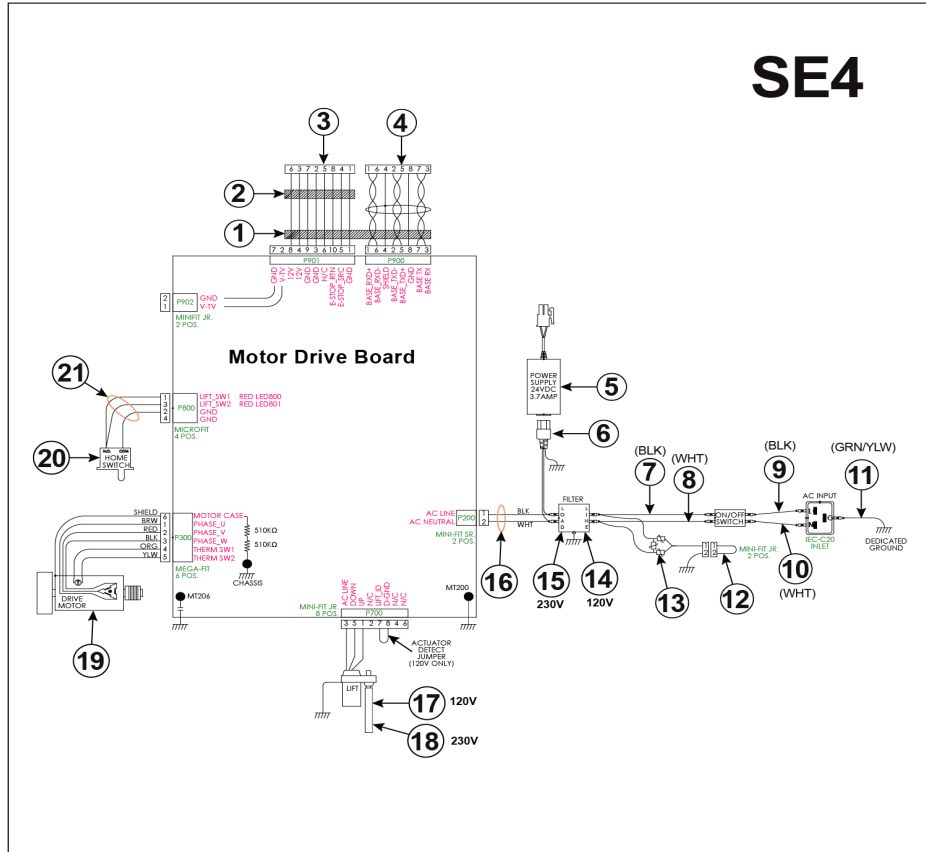 SE4
3
4
6 3 7 2 5 8 4 1
1 6 4 2 5 8 7 3
2
1
7 2 8 4 9 3 6 10 5 1
1 6 4 2 5 8 7 3
P901
P900
GND
V-TV
12V
12V
GND
GND
N/C
E-STOP_RTN
E-STOP_SRC
GND
BASE_RXD+
BASE_RXD-
SHIELD
BASE_TXD-
BASE_TXD+
GND
BASE TX
BASE RX
2
1
P902
GND
V-TV
MINIFIT JR.
2 POS.
Motor Drive Board
POWER
SUPPLY
24VDC
3.7AMP
5
6
21
1
3
2
4
P800
LIFT_SW1 RED LED800
LIFT_SW2 RED LED801
GND
GND
MICROFIT
4 POS.
20
N.O. COM
HOME
SWITCH
(BLK)
7
(WHT)
8
(BLK)
9
(GRN/YLW)
11
AC INPUT
L
N
G
IEC-C20
INLET
DEDICATED
GROUND
ON/OFF
SWITCH
10
(WHT)
FILTER
LOAD
LINE
AC LINE
AC NEUTRAL
P200
1
2
BLK
WHT
MINI-FIT SR.
2 POS.
16
15
230V
14
120V
13
12
2 2
1 1
MINI-FIT JR.
2 POS.
SHIELD
BRW
RED
BLK
ORG
YLW
6
1
2
3
4
5
P300
MOTOR CASE
PHASE_U
PHASE_V
PHASE_W
THERM SW1
THERM SW2
510KΩ
510KΩ
CHASSIS
MEGA-FIT
6 POS.
DRIVE
MOTOR
19
MT206
MT200
MINI-FIT JR
8 POS.
AC LINE
DOWN
UP
N/C
LIFT_ID
D-GND
N/C
N/C
P700
3 5 1 2 7 8 4 6
ACTUATOR
DETECT
JUMPER
(120V ONLY)
LIFT
17
120V
18
230V